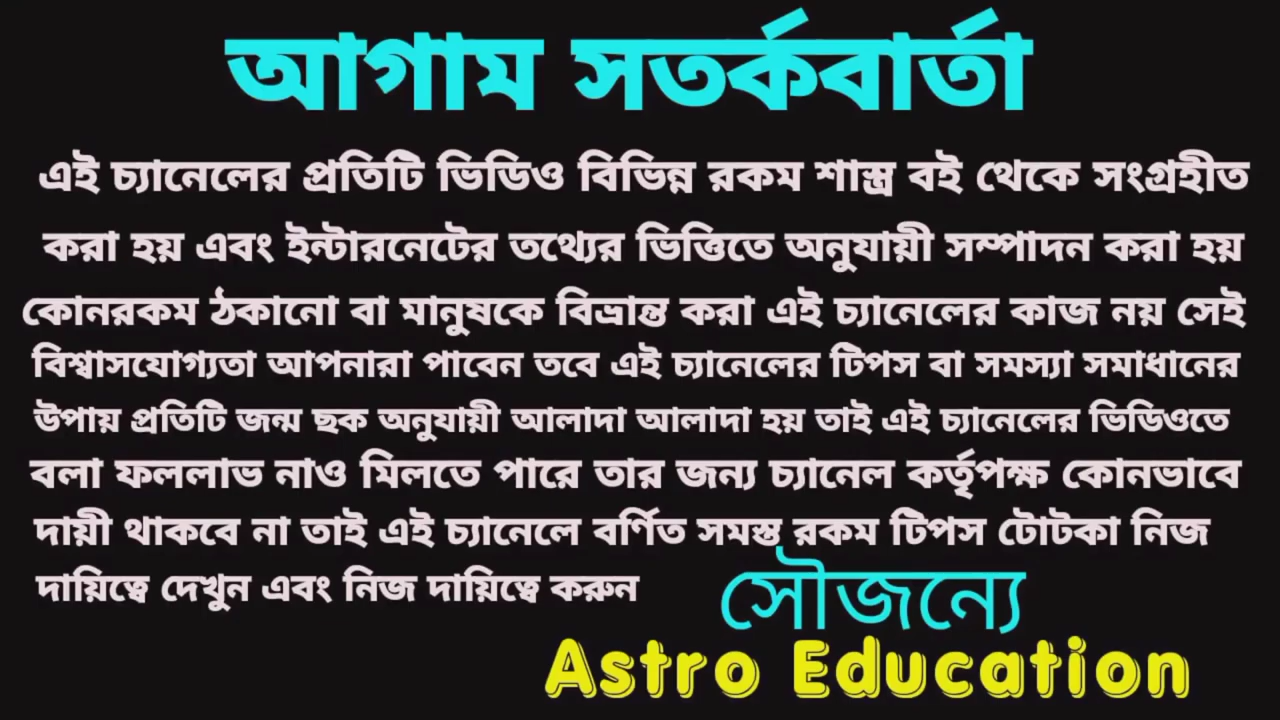 আগাম সতর্কবার্তা
এই চ্যানেলের প্রতিটি ভিডিও বিভিন্ন রকম শাস্ত্র বই থেকে সংগ্রহীত
করা হয় এবং ইন্টারনেটের তথ্যের ভিত্তিতে অনুযায়ী সম্পাদন করা হয়
কোনরকম ঠকানো বা মানুষকে বিভ্রান্ত করা এই চ্যানেলের কাজ নয় সেই
বিশ্বাসযোগ্যতা আপনারা পাবেন তবে এই চ্যানেলের টিপস বা সমস্যা সমাধানের
উপায় প্রতিটি জন্ম ছক অনুযায়ী আলাদা আলাদা হয় তাই এই চ্যানেলের ভিডিওতে
বলা ফললাভ নাও মিলতে পারে তার জন্য চ্যানেল কর্তৃপক্ষ কোনভাবে
দায়ী থাকবে না তাই এই চ্যানেলে বর্ণিত সমস্ত রকম টিপস টোটকা নিজ
দায়িত্বে দেখুন এবং নিজ দায়িত্বে করুন
সৌজন্যে
Astro Education